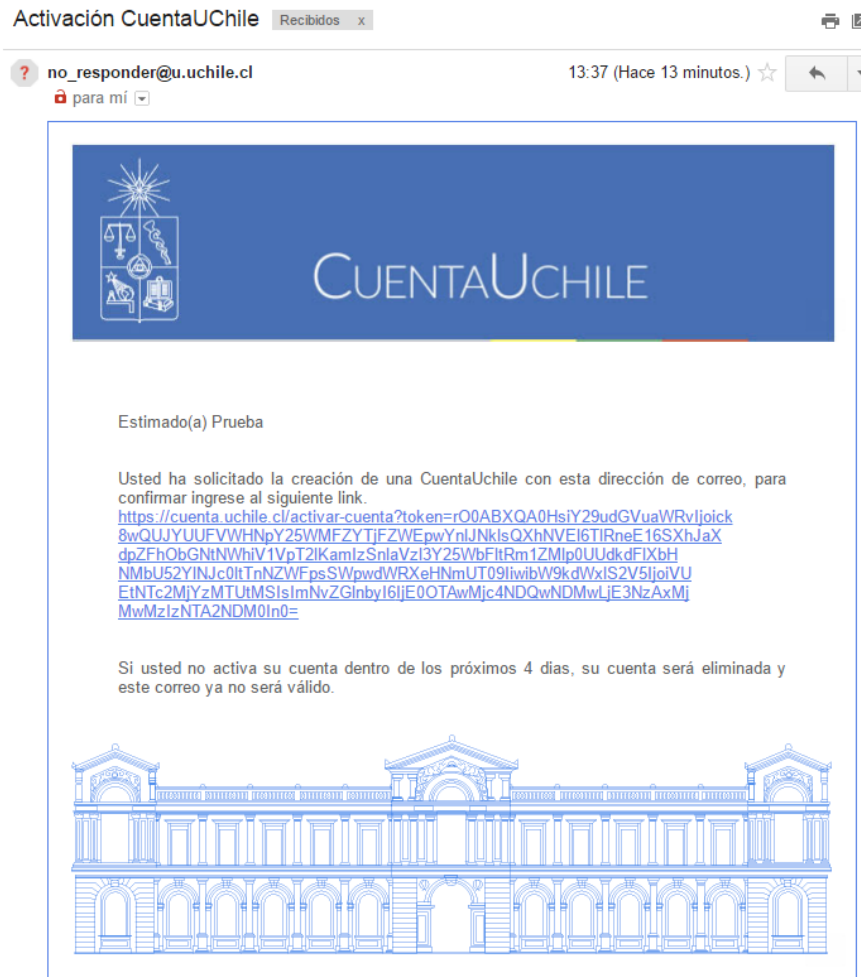 Activación CuentaUChile Recibidos x
no_responder@u.uchile.cl 13:37 (Hace 13 minutos.)
para mí
CUENTAUCHILE
Estimado(a) Prueba
Usted ha solicitado la creación de una CuentaUchile con esta dirección de correo, para
confirmar ingrese al siguiente link.
https://cuenta.uchile.cl/activar-cuenta?token=rO0ABXQA0HsiY29udGVuaWRvIjoick
8wQUJYUUFVWHNpY25WMFZYTjFZWEpwYnlJNklsQXhNVEI6TlRneE16SXhJaX
dpZFhObGNtNWhiV1VpT2lKamIzSnlaVzl3Y25WbFltRm1ZMlp0UUdkdFlXbH
NMbU52YlNJc0ltTnNZWFpsSWpwdWRXeHNmUT09IiwibW9kdWxlS2V5IjoiVU
EtNTc2MjYzMTUtMSIsImNvZGlnbyI6IjE0OTAwMjc4NDQwNDMwLjE3NzAxMj
MwMzIzNTA2NDM0In0=
Si usted no activa su cuenta dentro de los próximos 4 dias, su cuenta será eliminada y
este correo ya no será válido.